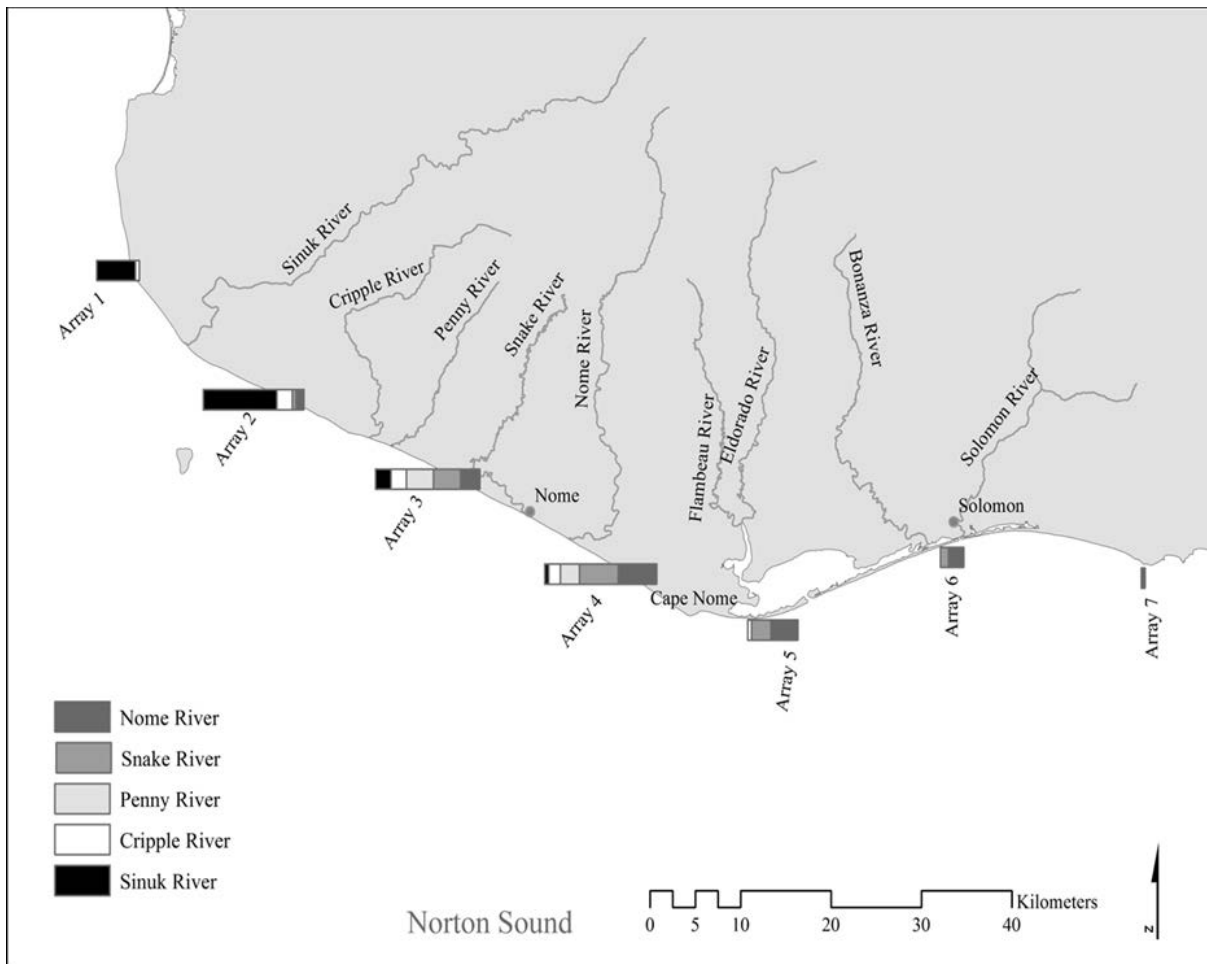 Sinuk River
Cripple River
Penny River
Snake River
Nome River
Flambeau River
Eldorado River
Bonanza River
Solomon River
Array 1
Array 2
Array 3
Nome
Solomon
Array 4
Cape Nome
Array 5
Array 6
Array 7
Nome River
Snake River
Penny River
Cripple River
Sinuk River
Norton Sound
Kilometers
0 5 10 20 30 40
N